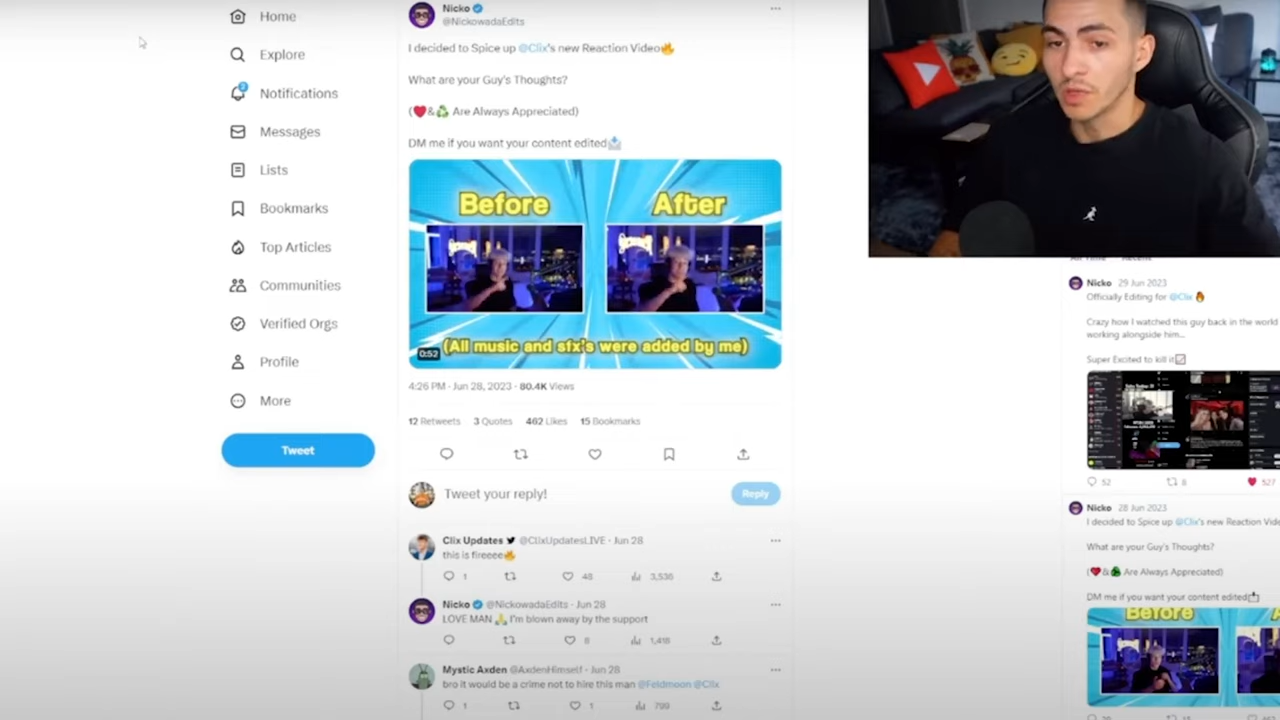 Home
Explore
2
Notifications
Messages
Lists
Bookmarks
Top Articles
Communities
Verified Orgs
Profile
More
Tweet
Nicko
@NickowadaEdits
I decided to Spice up @Clix's new Reaction Video🔥
What are your Guy's Thoughts?
(❤️&♻️ Are Always Appreciated)
DM me if you want your content edited📩
Before After
(All music and sfx's were added by me)
0:52
4:26 PM · Jun 28, 2023 · 80.4K Views
12 Retweets 3 Quotes 462 Likes 15 Bookmarks
Tweet your reply!
Reply
Clix Updates @ClixUpdatesLIVE · Jun 28
this is fireeee🔥
1 48 3,536
Nicko @NickowadaEdits · Jun 28
LOVE MAN 🙏 I'm blown away by the support
8 1,418
Mystic Axden @AxdenHimself · Jun 28
bro it would be a crime not to hire this man @Feldmoon @Clix
1 1 799
Nicko 29 Jun 2023
Officially Editing for @Clix 🔥
Crazy how I watched this guy back in the world
working alongside him...
Super Excited to kill it
52 8 527
Nicko 28 Jun 2023
I decided to Spice up @Clix's new Reaction Vide
What are your Guy's Thoughts?
(❤️&♻️ Are Always Appreciated)
DM me if you want your content edited📩
Before